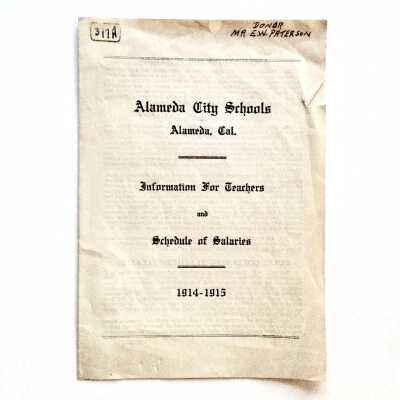 317A
DONOR
MR E.W. PATERSON
Alameda City Schools
Alameda, Cal.
Information For Teachers
and
Schedule of Salaries
1914-1915